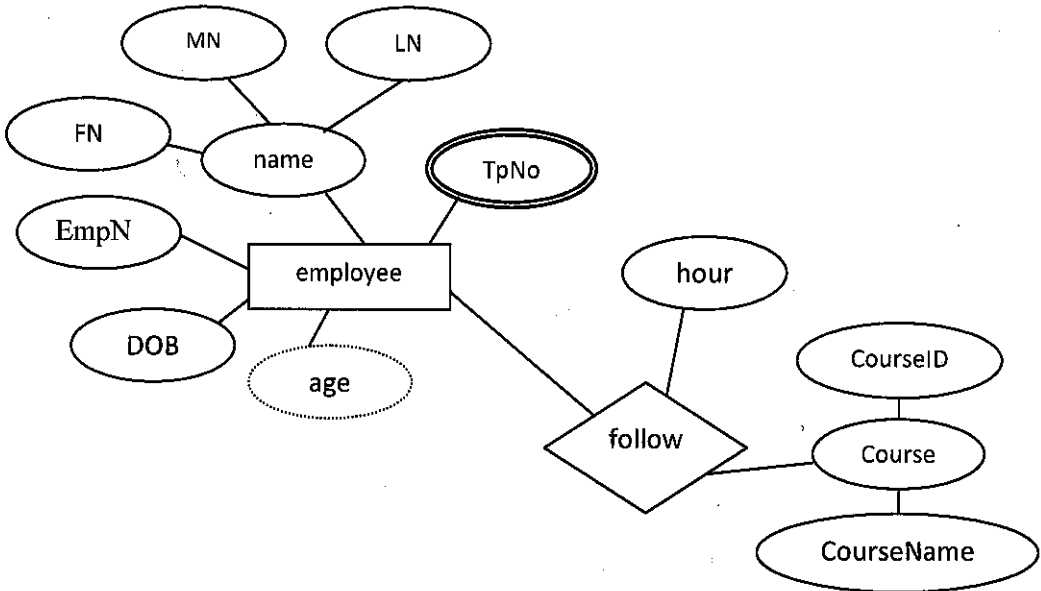 MN
LN
FN
name
TpNo
EmpN
employee
hour
DOB
age
CourseID
follow
Course
CourseName